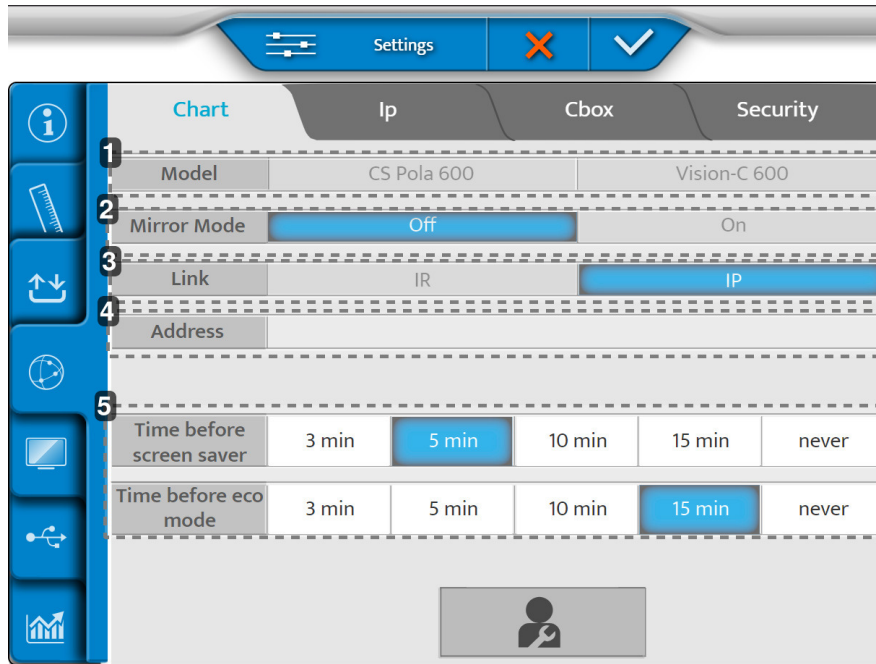 Settings
Chart Ip Cbox Security
1
Model CS Pola 600 Vision-C 600
2
Mirror Mode Off On
3
Link IR IP
4
Address
5
Time before
screen saver 3 min 5 min 10 min 15 min never
Time before eco
mode 3 min 5 min 10 min 15 min never